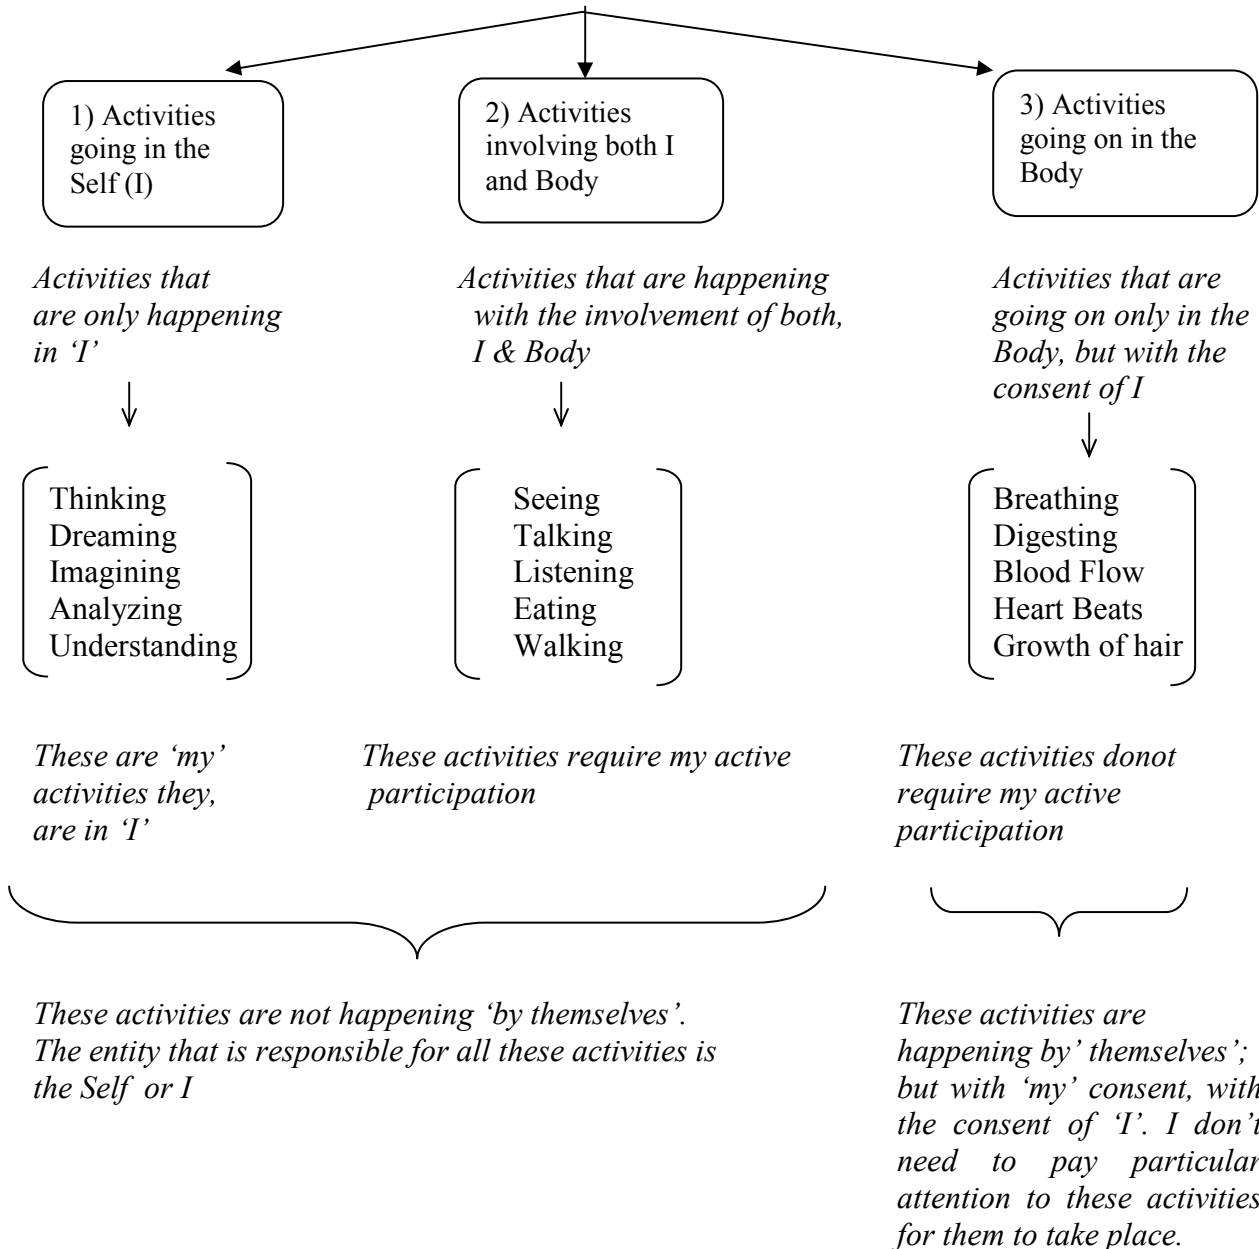 1) Activities
going in the
Self (I)
2) Activities
involving both I
and Body
3) Activities
going on in the
Body
Activities that
are only happening
in ‘I’
Activities that are happening
with the involvement of both,
I & Body
Activities that are
going on only in the
Body, but with the
consent of I
Thinking
Dreaming
Imagining
Analyzing
Understanding
Seeing
Talking
Listening
Eating
Walking
Breathing
Digesting
Blood Flow
Heart Beats
Growth of hair
These are ‘my’
activities they,
are in ‘I’
These activities require my active
participation
These activities donot
require my active
participation
These activities are not happening ‘by themselves’.
The entity that is responsible for all these activities is
the Self or I
These activities are
happening by’ themselves’;
but with ‘my’ consent, with
the consent of ‘I’. I don’t
need to pay particular
attention to these activities
for them to take place.